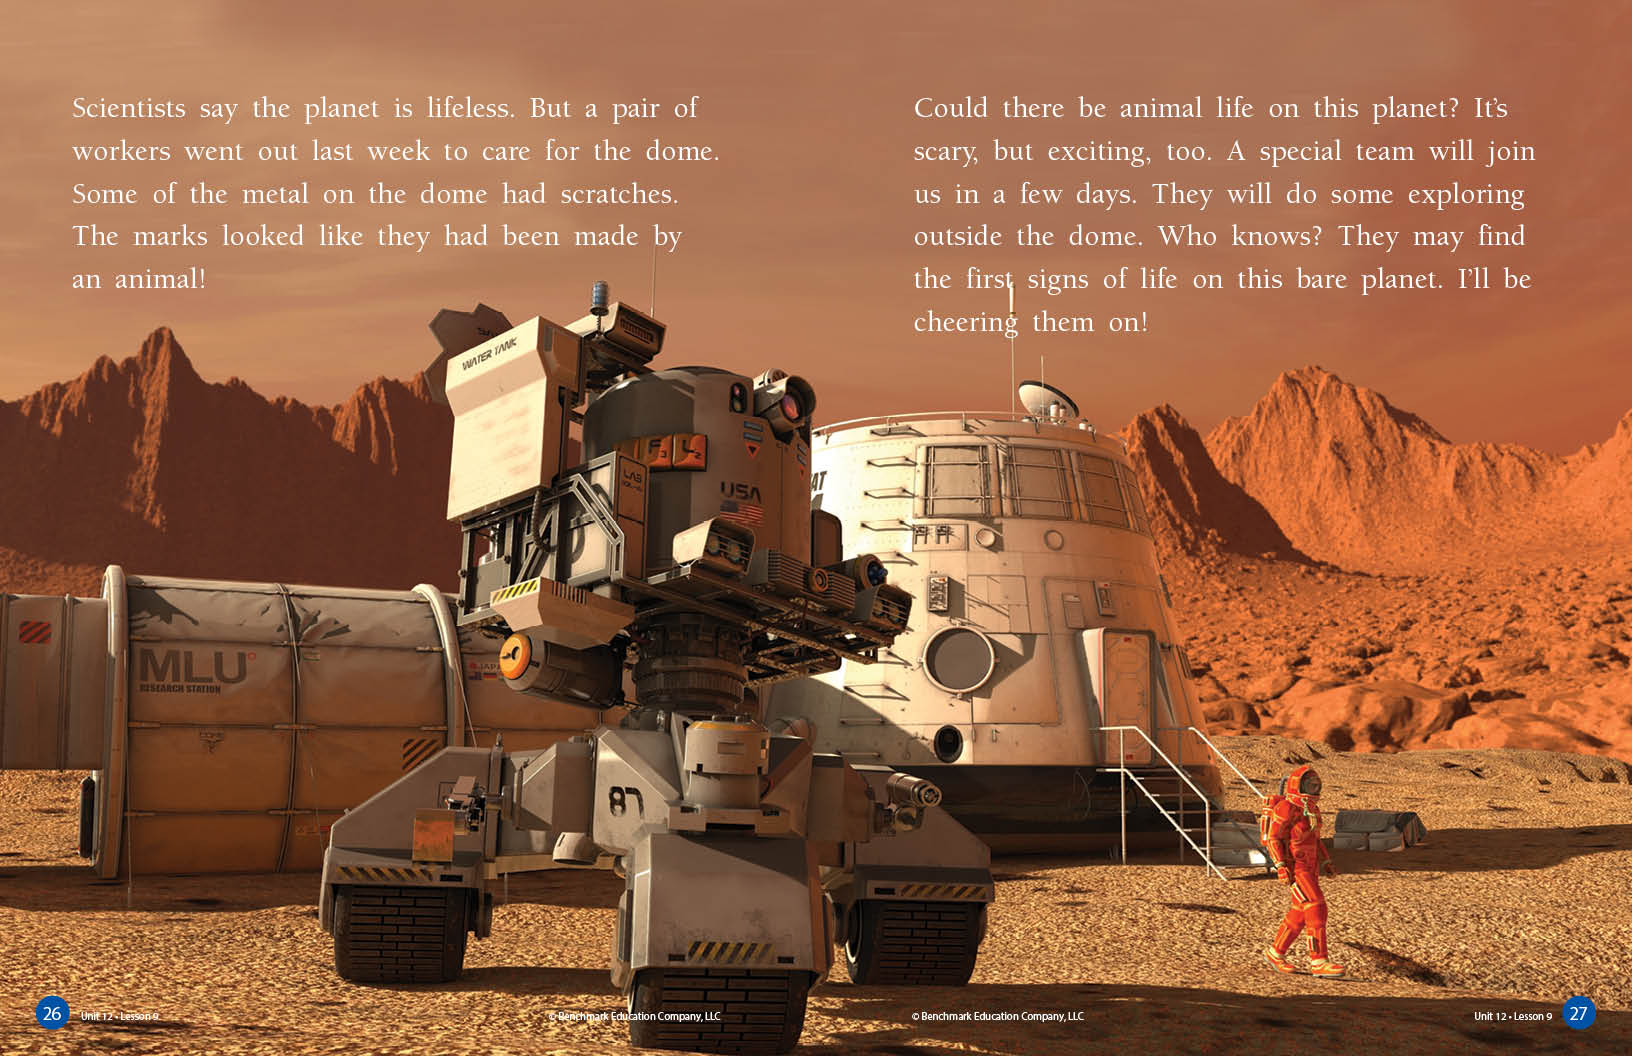 Scientists say the planet is lifeless. But a pair of
workers went out last week to care for the dome.
Some of the metal on the dome had scratches.
The marks looked like they had been made by
an animal!
Could there be animal life on this planet? It’s
scary, but exciting, too. A special team will join
us in a few days. They will do some exploring
outside the dome. Who knows? They may find
the first signs of life on this bare planet. I’ll be
cheering them on!
WATER TANK
F3 L2
LAB
USA
AT
MLU
RESEARCH STATION
JAPA
87
26 Unit 12 • Lesson 9
© Benchmark Education Company, LLC
© Benchmark Education Company, LLC
Unit 12 • Lesson 9 27